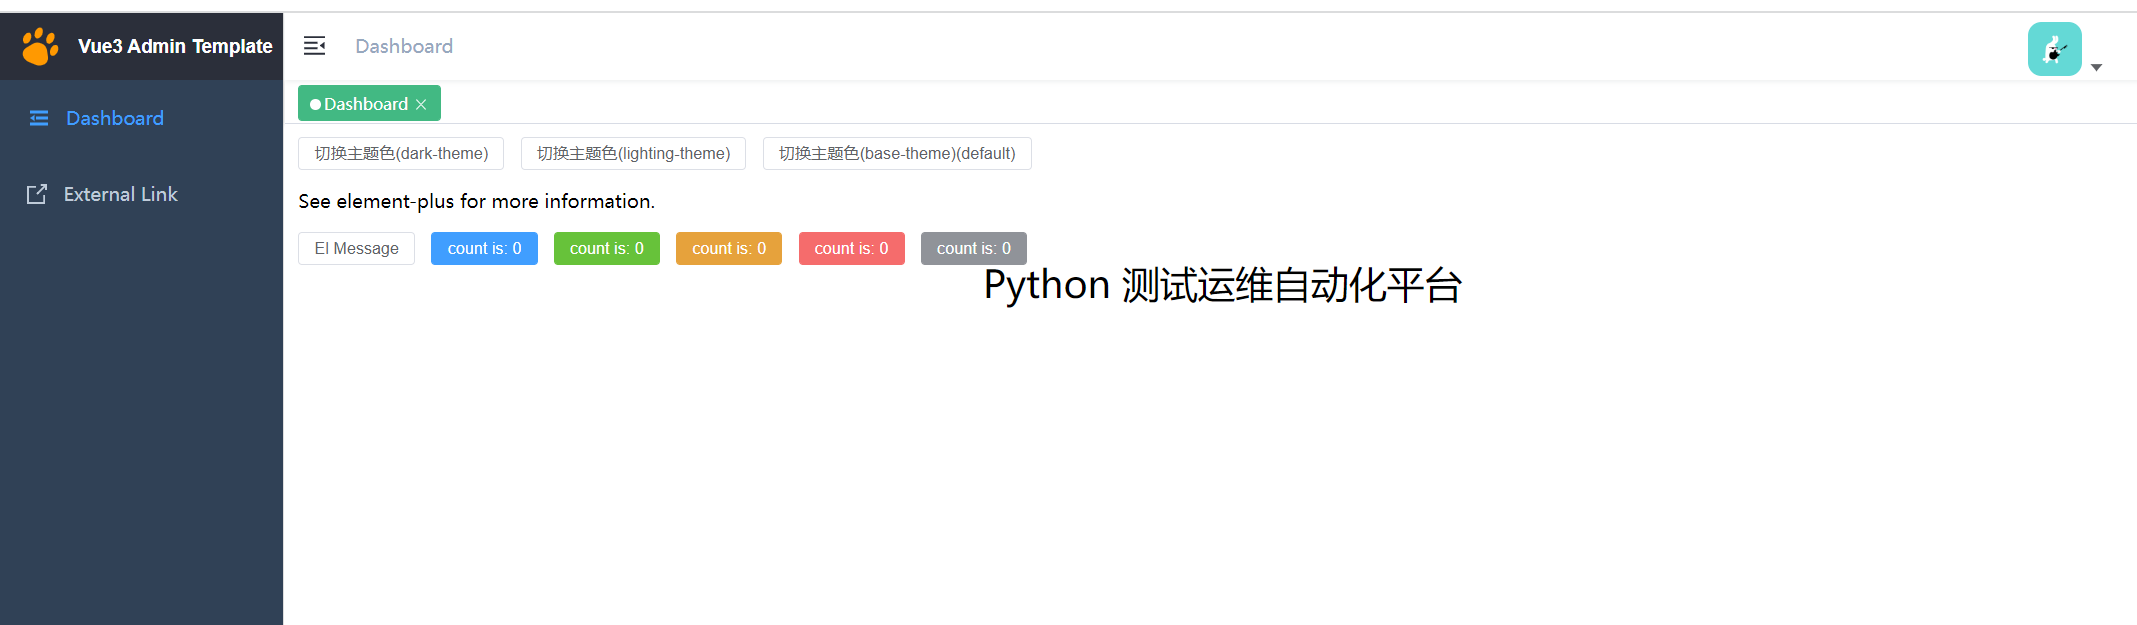 Vue3 Admin Template
Dashboard
Dashboard
External Link
Dashboard
切换主题色(dark-theme) 切换主题色(lighting-theme) 切换主题色(base-theme)(default)
See element-plus for more information.
El Message count is: 0 count is: 0 count is: 0 count is: 0 count is: 0
Python 测试运维自动化平台